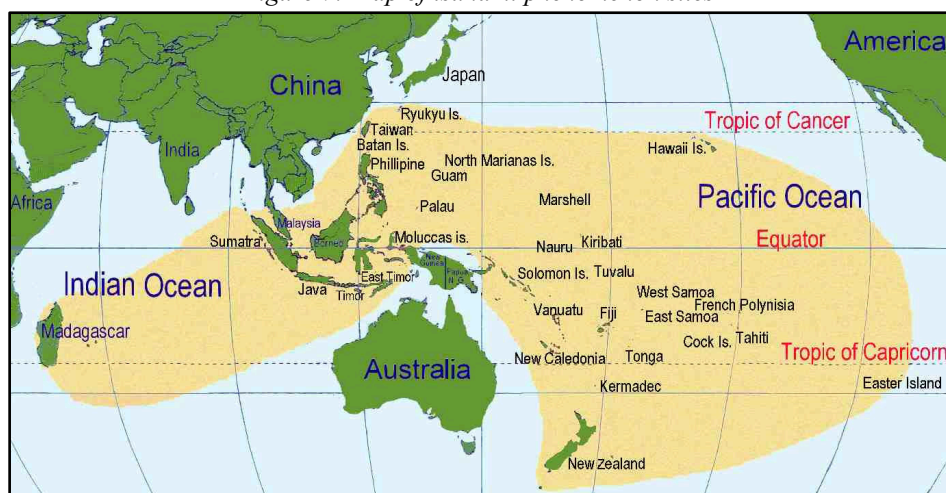 America
Japan
China
Ryukyu Is.
Taiwan
Tropic of Cancer
Batan Is.
Hawaii Is.
India
Phillipine
North Marianas Is.
Guam
Pacific Ocean
Africa
Marshell
Palau
Malaysia
Sumatra
Borneo
Moluccas is.
Nauru
Kiribati
Equator
New
Guinea
Papua
N.G.
Solomon Is.
Tuvalu
Indian Ocean
Java
Timor
East Timor
West Samoa
French Polynisia
Vanuatu
Fiji
East Samoa
Madagascar
Cock Is.
Tahiti
New Caledonia
Tonga
Tropic of Capricorn
Australia
Kermadec
Easter Island
New Zealand